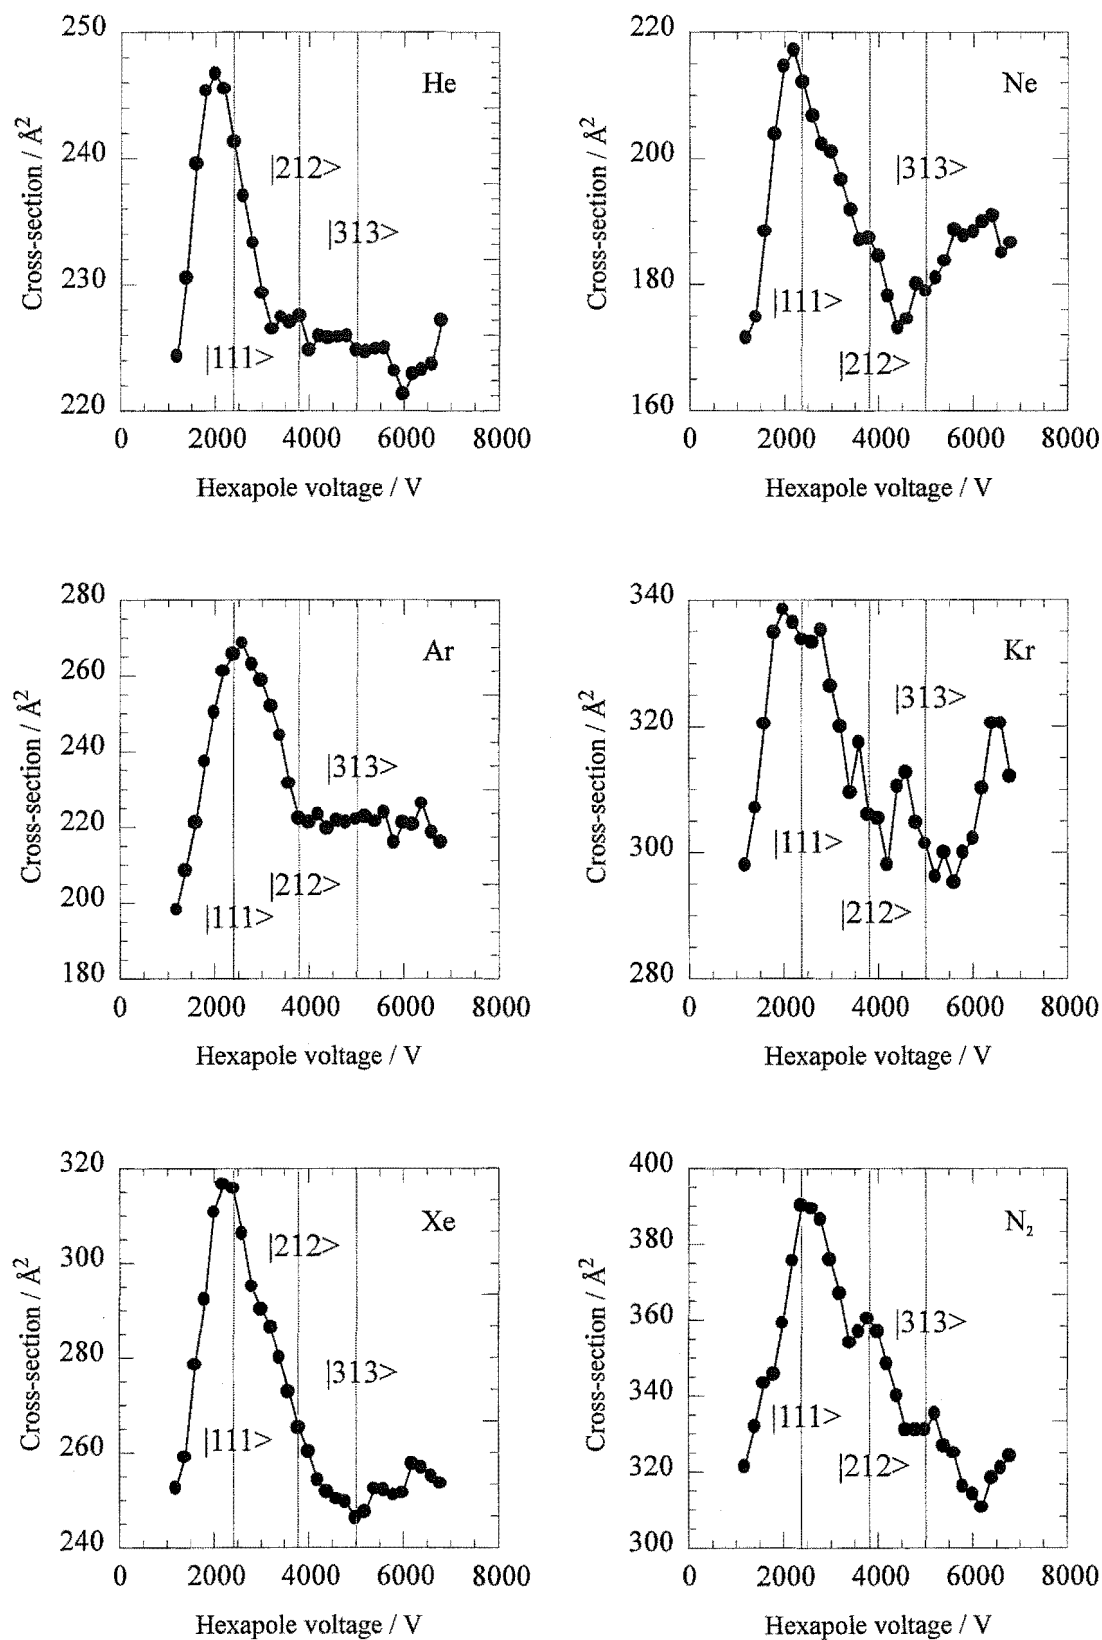 250
240
230
220
Cross-section / Å²
He
|212>
|313>
|111>
0 2000 4000 6000 8000
Hexapole voltage / V
220
200
180
160
Cross-section / Å²
Ne
|313>
|111>
|212>
0 2000 4000 6000 8000
Hexapole voltage / V
280
260
240
220
200
180
Cross-section / Å²
Ar
|313>
|212>
|111>
0 2000 4000 6000 8000
Hexapole voltage / V
340
320
300
280
Cross-section / Å²
Kr
|313>
|111>
|212>
0 2000 4000 6000 8000
Hexapole voltage / V
320
300
280
260
240
Cross-section / Å²
Xe
|212>
|313>
|111>
0 2000 4000 6000 8000
Hexapole voltage / V
400
380
360
340
320
300
Cross-section / Å²
N₂
|313>
|111>
|212>
0 2000 4000 6000 8000
Hexapole voltage / V